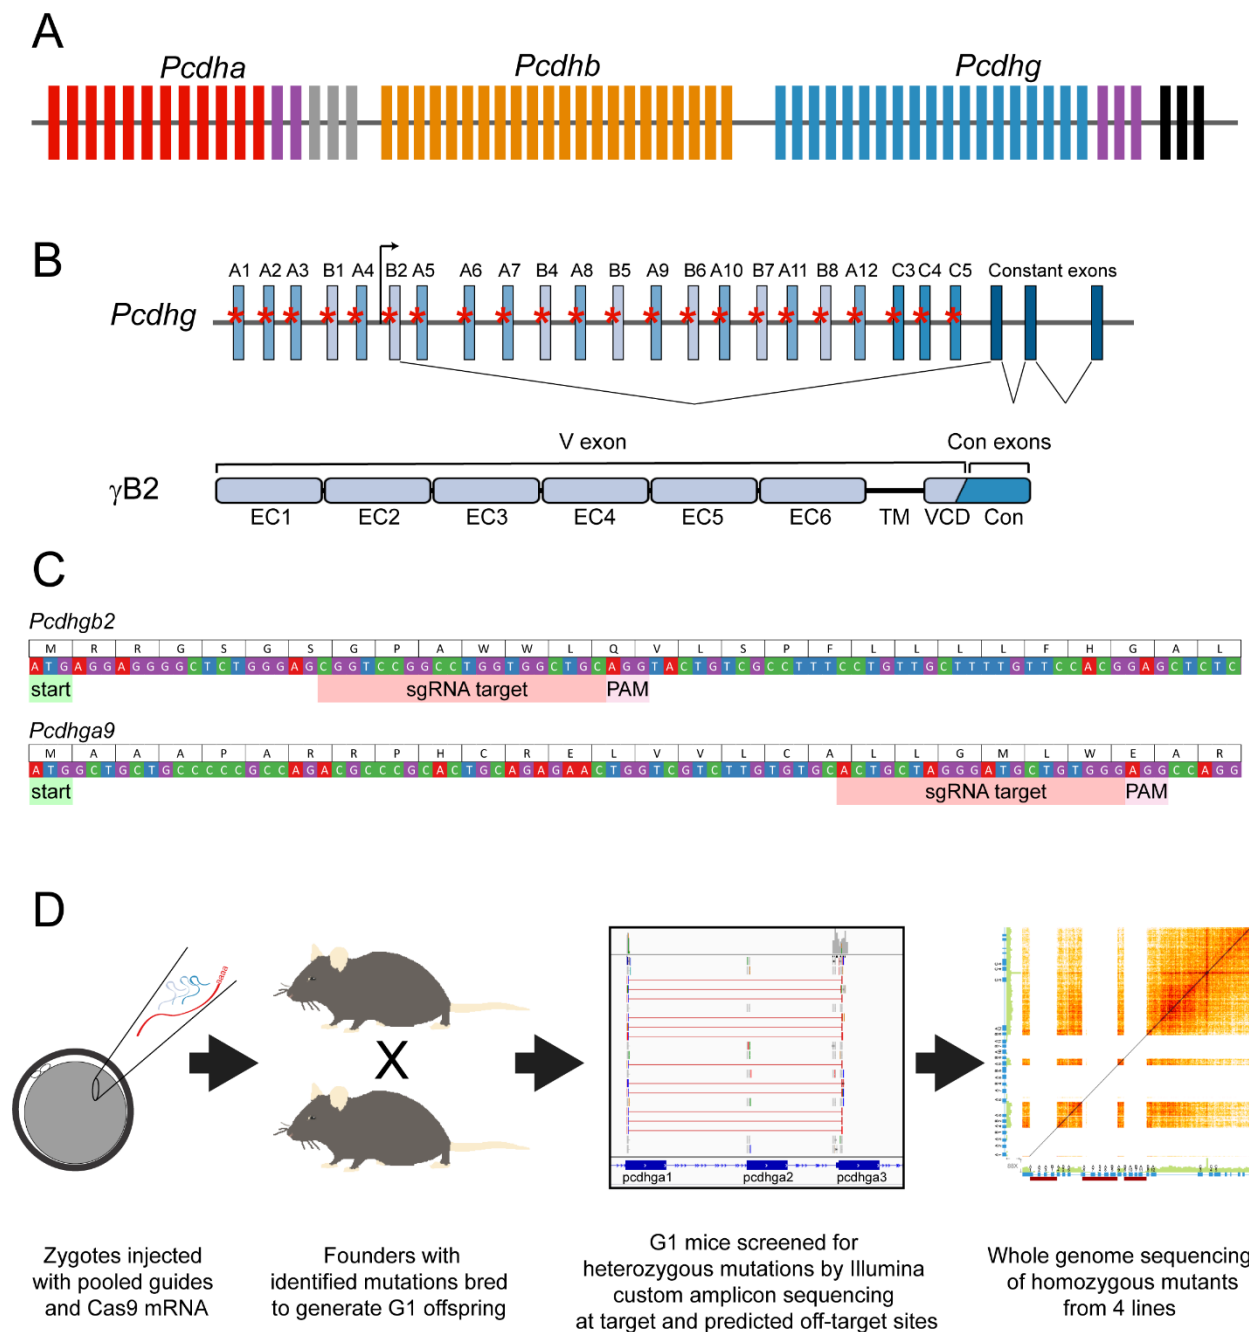 A
Pcdha Pcdhb Pcdhg
B
A1 A2 A3 B1 A4 B2 A5 A6 A7 B4 A8 B5 A9 B6 A10 B7 A11 B8 A12 C3 C4 C5 Constant exons
Pcdhg
V exon Con exons
γB2
EC1 EC2 EC3 EC4 EC5 EC6 TM VCD Con
C
Pcdhgb2
M R R G S G S G P A W W L Q V L S P F L L L L F H G A L
ATGAGGAGGGGCTCTGGGAGCGGTCCGGCCTGGTGGCTGCAGGTACTGTCGCCTTTCCTGTTGCTTTTGTTCCACGGAGCTCTC
start sgRNA target PAM
Pcdhga9
M A A A P A R R P H C R E L V V L C A L L G M L W E A R
ATGGCTGCTGCCCCCGCCAGACGCCCGCACTGCAGAGAACTGGTCGTCTTGTGTGCACTGCTAGGGATGCTGTGGGAGGCCAGG
start sgRNA target PAM
D
aaaa
X
pcdhga1 pcdhga2 pcdhga3
Zygotes injected
with pooled guides
and Cas9 mRNA
Founders with
identified mutations bred
to generate G1 offspring
G1 mice screened for
heterozygous mutations by Illumina
custom amplicon sequencing
at target and predicted off-target sites
Whole genome sequencing
of homozygous mutants
from 4 lines